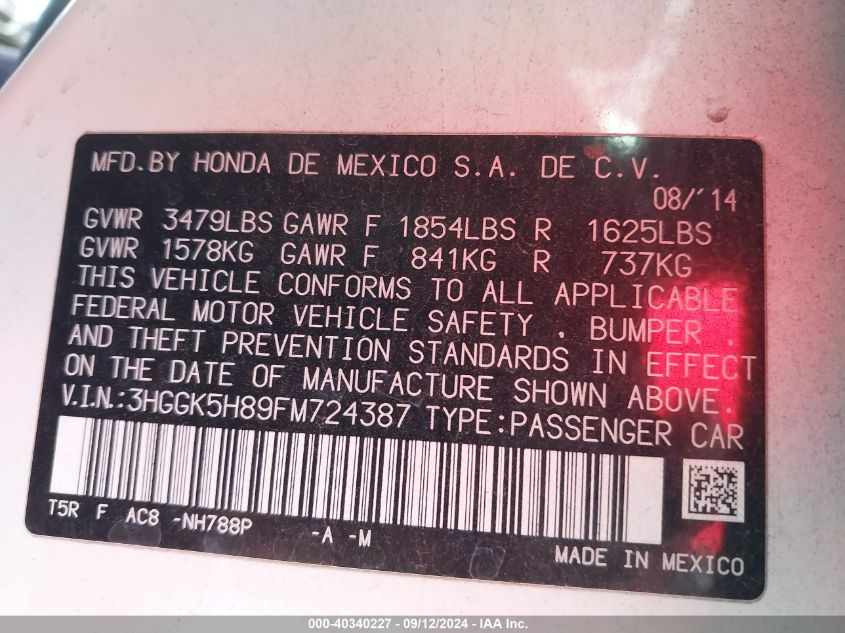 MFD. BY HONDA DE MEXICO S.A. DE C.V.
08/'14
GVWR 3479LBS GAWR F 1854LBS R 1625LBS
GVWR 1578KG GAWR F 841KG R 737KG
THIS VEHICLE CONFORMS TO ALL APPLICABLE
FEDERAL MOTOR VEHICLE SAFETY , BUMPER ,
AND THEFT PREVENTION STANDARDS IN EFFECT
ON THE DATE OF MANUFACTURE SHOWN ABOVE.
V.I.N.:3HGGK5H89FM724387 TYPE:PASSENGER CAR
T5R F AC8 -NH788P -A -M
MADE IN MEXICO
000-40340227 - 09/12/2024 - IAA Inc.